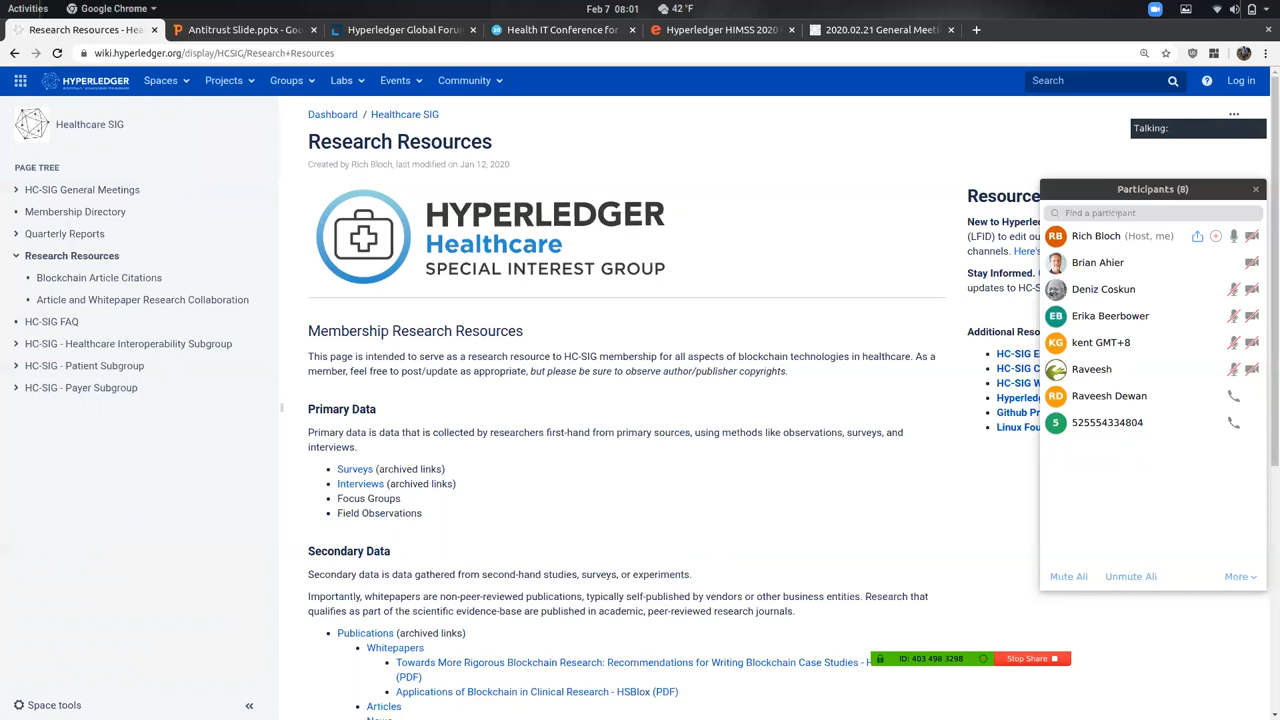 Activities Google Chrome Feb 7 08:01 42 °F
Research Resources - Hea Antitrust Slide.pptx - Goo Hyperledger Global Forum Health IT Conference for Hyperledger HIMSS 2020 2020.02.21 General Meeti
wiki.hyperledger.org/display/HCSIG/Research+Resources
HYPERLEDGER Spaces Projects Groups Labs Events Community Search Log in
Healthcare SIG
PAGE TREE
HC-SIG General Meetings
Membership Directory
Quarterly Reports
Research Resources
Blockchain Article Citations
Article and Whitepaper Research Collaboration
HC-SIG FAQ
HC-SIG - Healthcare Interoperability Subgroup
HC-SIG - Patient Subgroup
HC-SIG - Payer Subgroup
Space tools
Dashboard / Healthcare SIG
Research Resources
Created by Rich Bloch, last modified on Jan 12, 2020
HYPERLEDGER
Healthcare
SPECIAL INTEREST GROUP
Membership Research Resources
This page is intended to serve as a research resource to HC-SIG membership for all aspects of blockchain technologies in healthcare. As a
member, feel free to post/update as appropriate, but please be sure to observe author/publisher copyrights.
Primary Data
Primary data is data that is collected by researchers first-hand from primary sources, using methods like observations, surveys, and
interviews.
Surveys (archived links)
Interviews (archived links)
Focus Groups
Field Observations
Secondary Data
Secondary data is data gathered from second-hand studies, surveys, or experiments.
Importantly, whitepapers are non-peer-reviewed publications, typically self-published by vendors or other business entities. Research that
qualifies as part of the scientific evidence-base are published in academic, peer-reviewed research journals.
Publications (archived links)
Whitepapers
Towards More Rigorous Blockchain Research: Recommendations for Writing Blockchain Case Studies - H
(PDF)
Applications of Blockchain in Clinical Research - HSBlox (PDF)
Articles
Resource
New to Hyperle
(LFID) to edit ou
channels. Here's
Stay Informed.
updates to HC-S
Additional Reso
HC-SIG E
HC-SIG C
HC-SIG W
Hyperledg
Github Pr
Linux Fou
Talking:
Participants (8)
Find a participant
RB Rich Bloch (Host, me)
Brian Ahier
Deniz Coskun
EB Erika Beerbower
KG kent GMT+8
Raveesh
RD Raveesh Dewan
5 525554334804
Mute All Unmute All More
ID: 403 498 3298 Stop Share